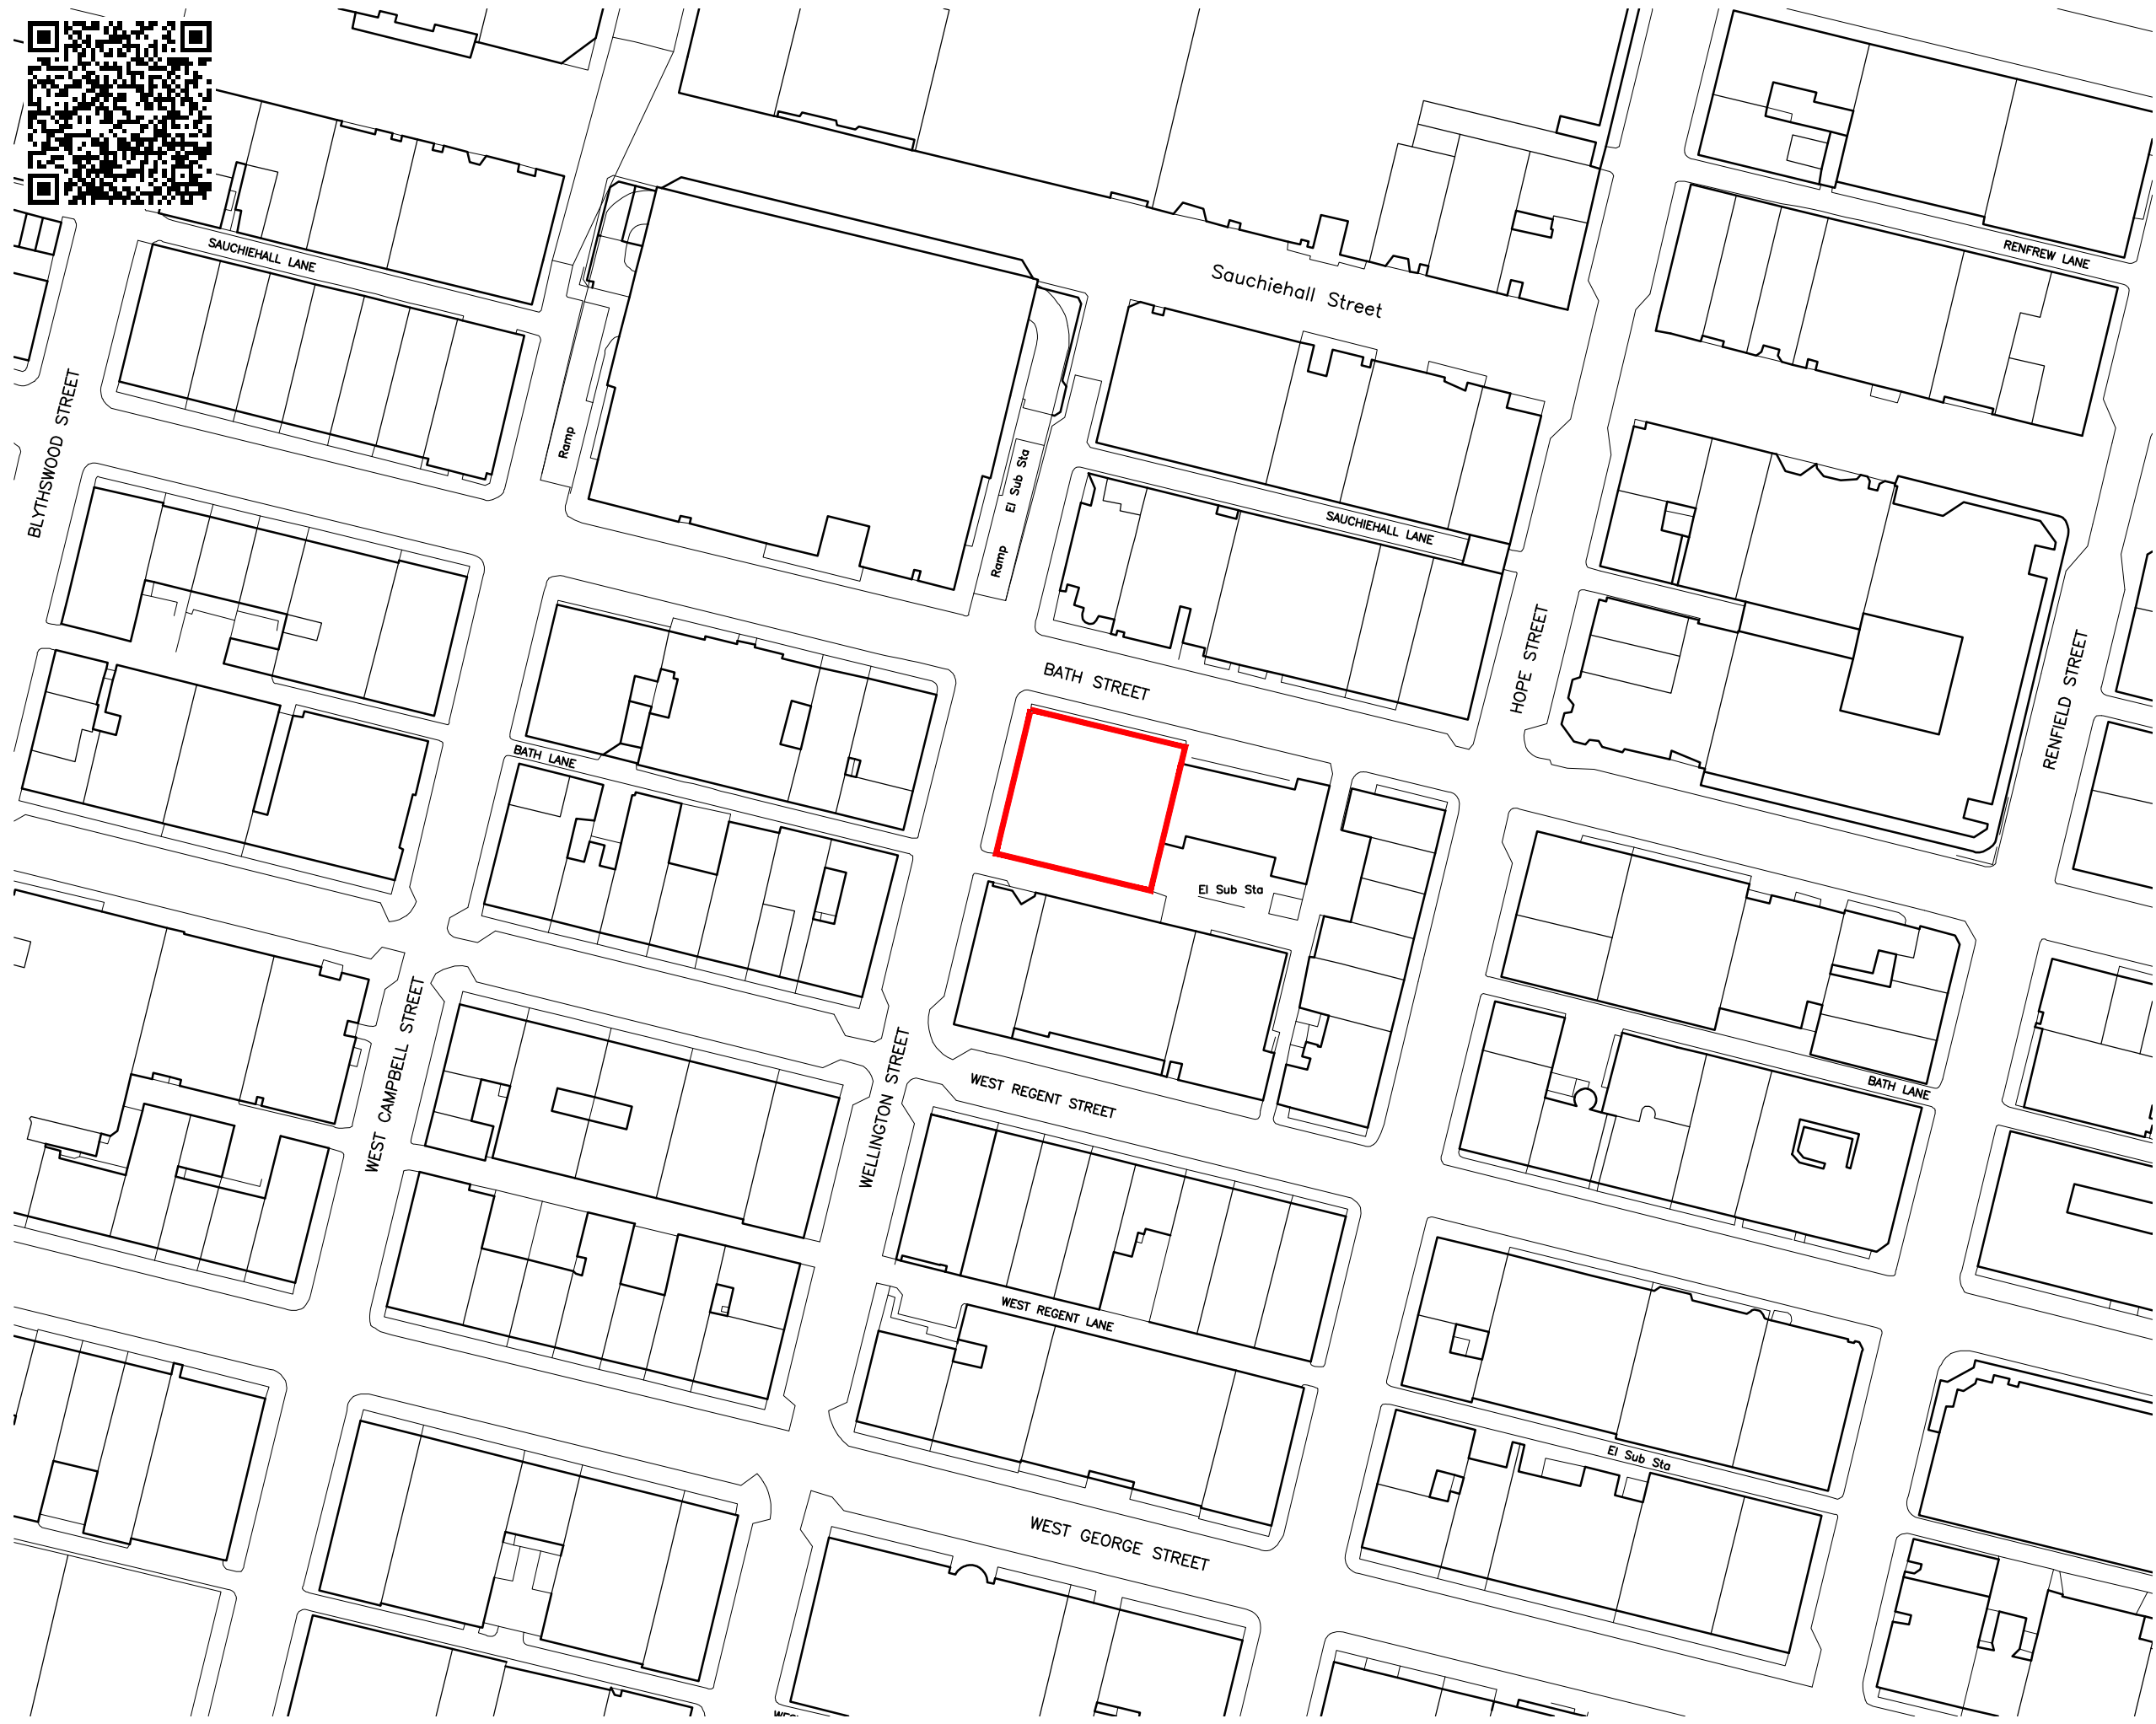 SAUCHIEHALL LANE
RENFREW LANE
Sauchiehall Street
BLYTHSWOOD STREET
Ramp
El Sub Sta
Ramp
SAUCHIEHALL LANE
HOPE STREET
RENFIELD STREET
BATH STREET
BATH LANE
El Sub Sta
WEST CAMPBELL STREET
WELLINGTON STREET
WEST REGENT STREET
BATH LANE
WEST REGENT LANE
El Sub Sta
WEST GEORGE STREET